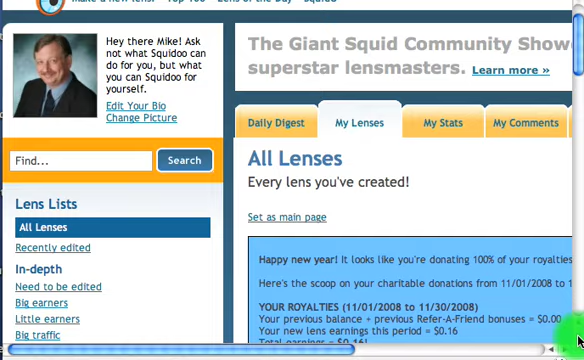 Make a new lens! Top 100 Lens of the Day Squidu
Hey there Mike! Ask
not what Squidoo can
do for you, but what
you can Squidoo for
yourself.
Edit Your Bio
Change Picture
The Giant Squid Community Show
superstar lensmasters. Learn more »
Daily Digest
My Lenses
My Stats
My Comments
Find...
Search
All Lenses
Every lens you've created!
Set as main page
Lens Lists
All Lenses
Recently edited
In-depth
Need to be edited
Big earners
Little earners
Big traffic
Happy new year! It looks like you're donating 100% of your royalties
Here's the scoop on your charitable donations from 11/01/2008 to 1
YOUR ROYALTIES (11/01/2008 to 11/30/2008)
Your previous balance + previous Refer-A-Friend bonuses = $0.00
Your new lens earnings this period = $0.16
Total earnings = $0.16